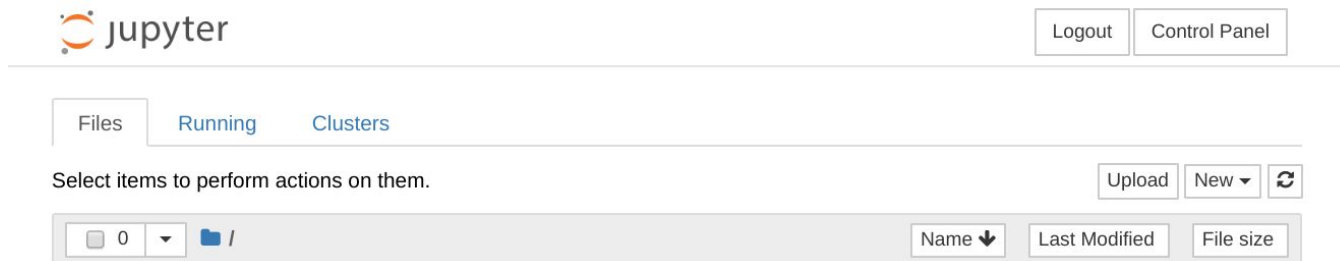 jupyter
Logout Control Panel
Files Running Clusters
Select items to perform actions on them.
Upload New
0 / Name Last Modified File size